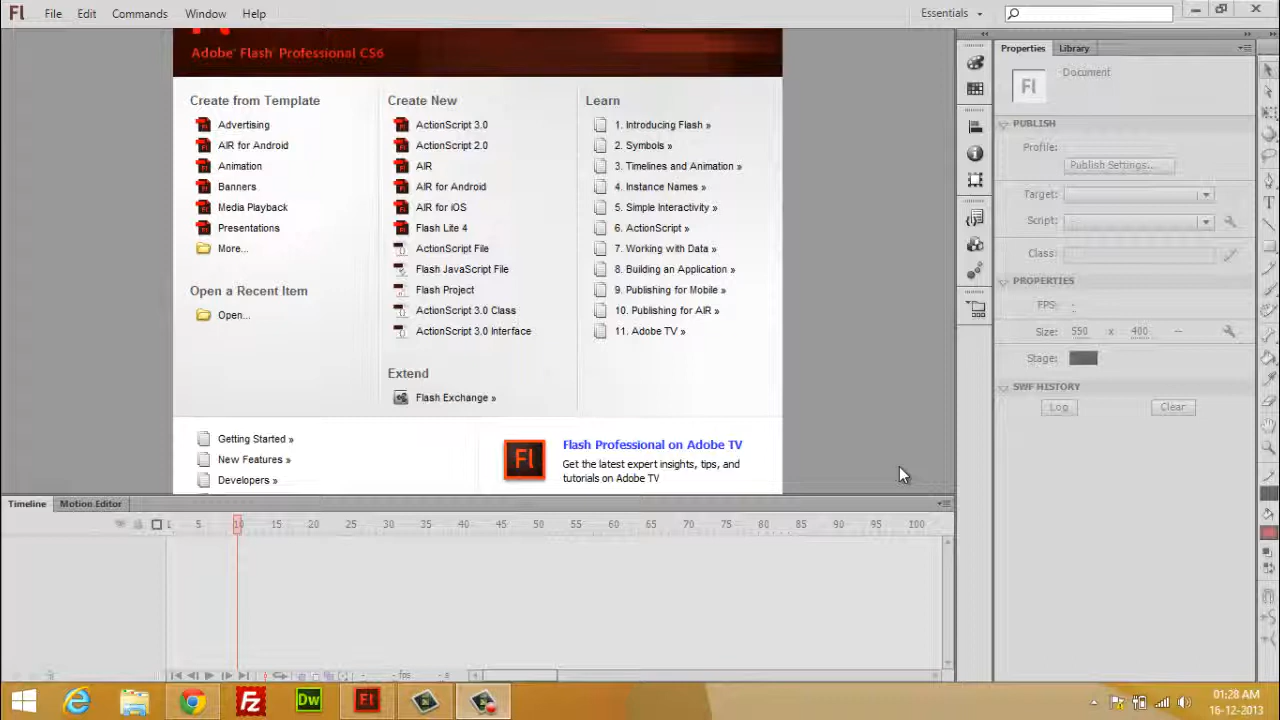 Fl File Edit Commands Window Help Essentials
Adobe® Flash® Professional CS6
Create from Template
Advertising
AIR for Android
Animation
Banners
Media Playback
Presentations
More...
Open a Recent Item
Open...
Create New
ActionScript 3.0
ActionScript 2.0
AIR
AIR for Android
AIR for iOS
Flash Lite 4
ActionScript File
Flash JavaScript File
Flash Project
ActionScript 3.0 Class
ActionScript 3.0 Interface
Extend
Flash Exchange »
Learn
1. Introducing Flash »
2. Symbols »
3. Timelines and Animation »
4. Instance Names »
5. Simple Interactivity »
6. ActionScript »
7. Working with Data »
8. Building an Application »
9. Publishing for Mobile »
10. Publishing for AIR »
11. Adobe TV »
Getting Started »
New Features »
Developers »
Fl
Flash Professional on Adobe TV
Get the latest expert insights, tips, and
tutorials on Adobe TV
Properties Library
Fl Document
PUBLISH
Profile:
Publish Settings...
Target:
Script:
Class:
PROPERTIES
FPS: -
Size: 550 x 400
Stage:
SWF HISTORY
Log Clear
Timeline Motion Editor
1 5 10 15 20 25 30 35 40 45 50 55 60 65 70 75 80 85 90 95 100
- fps - s
Fz Dw Fl
01:28 AM
16-12-2013